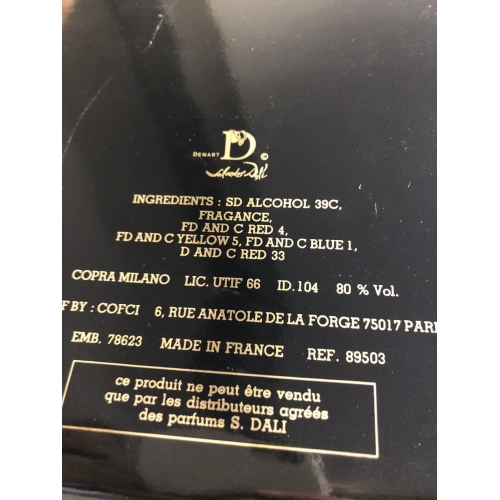 DEMART D ©
Salvador Dalí
INGREDIENTS : SD ALCOHOL 39C,
FRAGANCE,
FD AND C RED 4,
FD AND C YELLOW 5, FD AND C BLUE 1,
D AND C RED 33
COPRA MILANO LIC. UTIF 66 ID.104 80 % Vol.
F BY : COFCI 6, RUE ANATOLE DE LA FORGE 75017 PARI
EMB. 78623 MADE IN FRANCE REF. 89503
ce produit ne peut être vendu
que par les distributeurs agréés
des parfums S. DALI